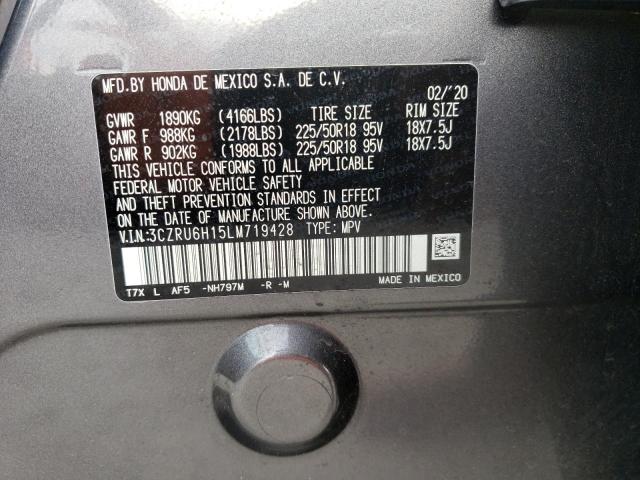 MFD.BY HONDA DE MEXICO S.A. DE C.V.
02/'20
GVWR 1890KG (4166LBS) TIRE SIZE RIM SIZE
GAWR F 988KG (2178LBS) 225/50R18 95V 18X7.5J
GAWR R 902KG (1988LBS) 225/50R18 95V 18X7.5J
THIS VEHICLE CONFORMS TO ALL APPLICABLE
FEDERAL MOTOR VEHICLE SAFETY
AND THEFT PREVENTION STANDARDS IN EFFECT
ON THE DATE OF MANUFACTURE SHOWN ABOVE.
V.I.N:3CZRU6H15LM719428 TYPE: MPV
T7X L AF5 -NH797M -R -M MADE IN MEXICO